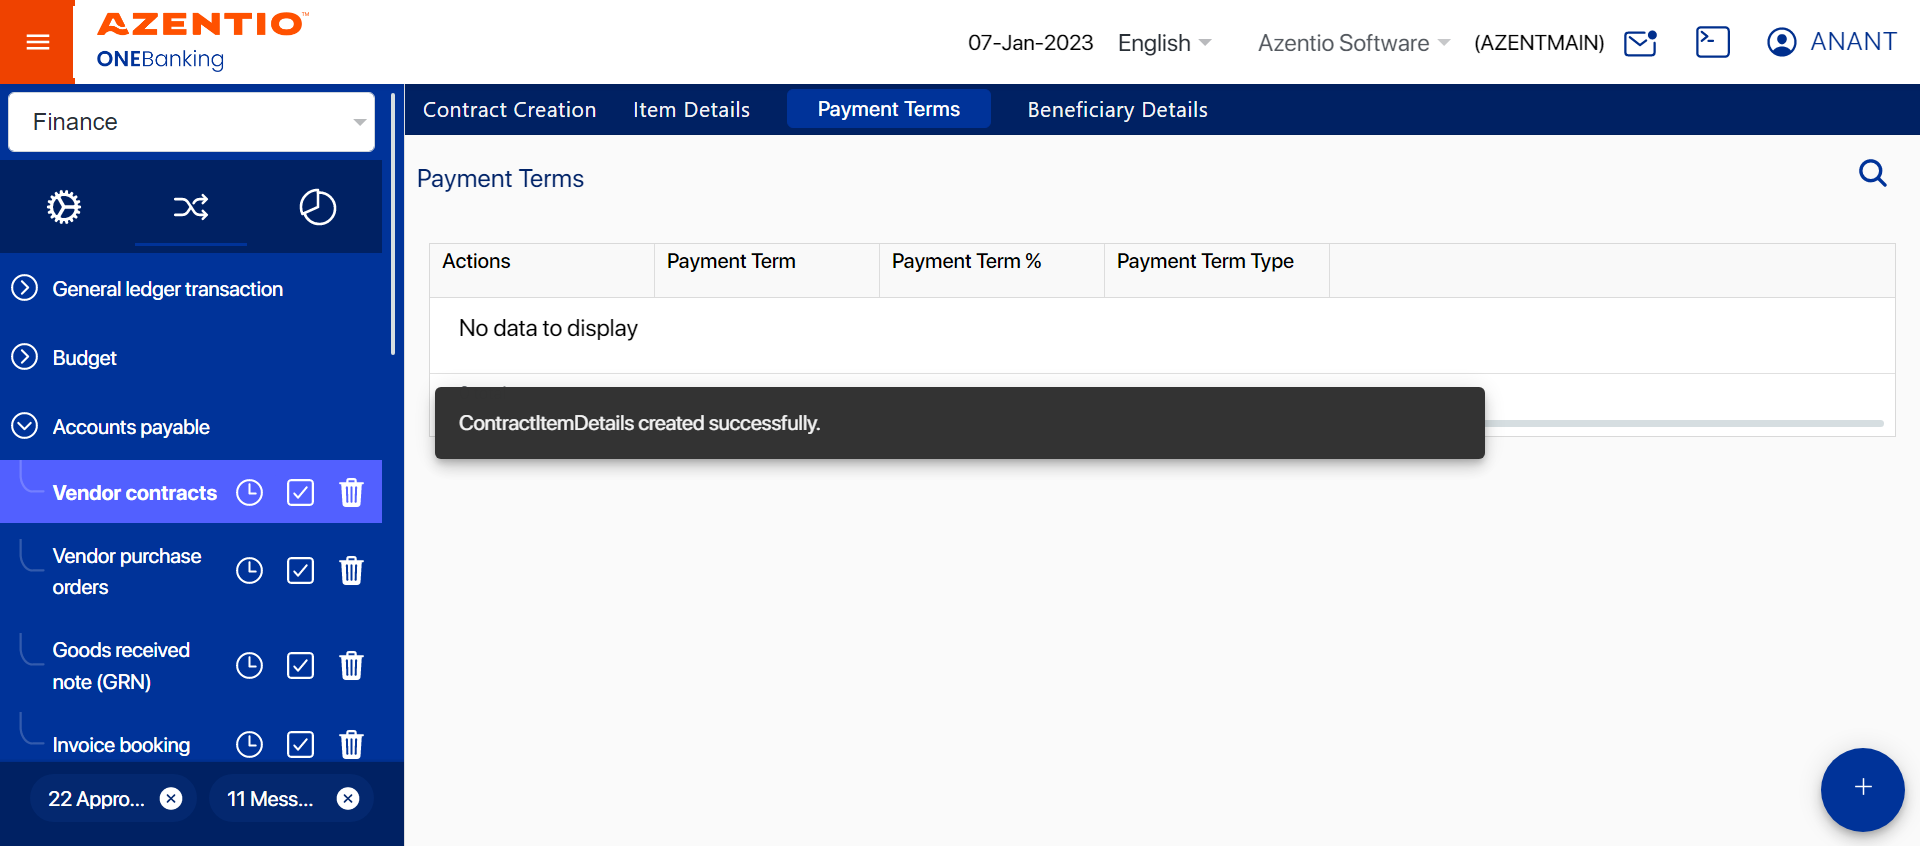 AZENTIO™
ONEBanking
07-Jan-2023
English
Azentio Software
(AZENTMAIN)
ANANT
Finance
Contract Creation
Item Details
Payment Terms
Beneficiary Details
Payment Terms
Actions
Payment Term
Payment Term %
Payment Term Type
No data to display
ContractItemDetails created successfully.
General ledger transaction
Budget
Accounts payable
Vendor contracts
Vendor purchase
orders
Goods received
note (GRN)
Invoice booking
22 Appro...
11 Mess...